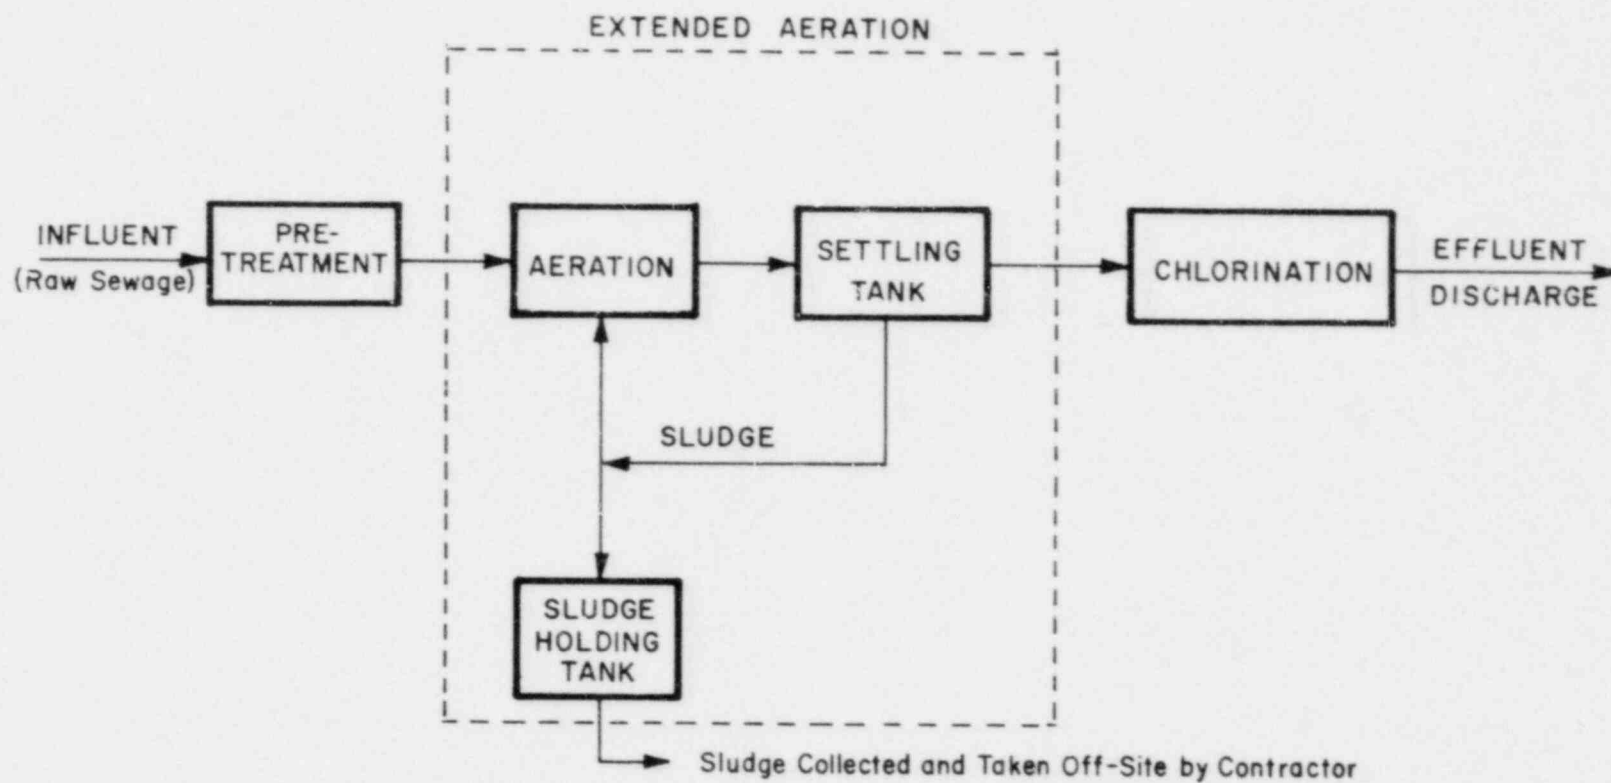 EXTENDED AERATION
INFLUENT
(Raw Sewage)
PRE-
TREATMENT
AERATION
SETTLING
TANK
CHLORINATION
EFFLUENT
DISCHARGE
SLUDGE
SLUDGE
HOLDING
TANK
Sludge Collected and Taken Off-Site by Contractor